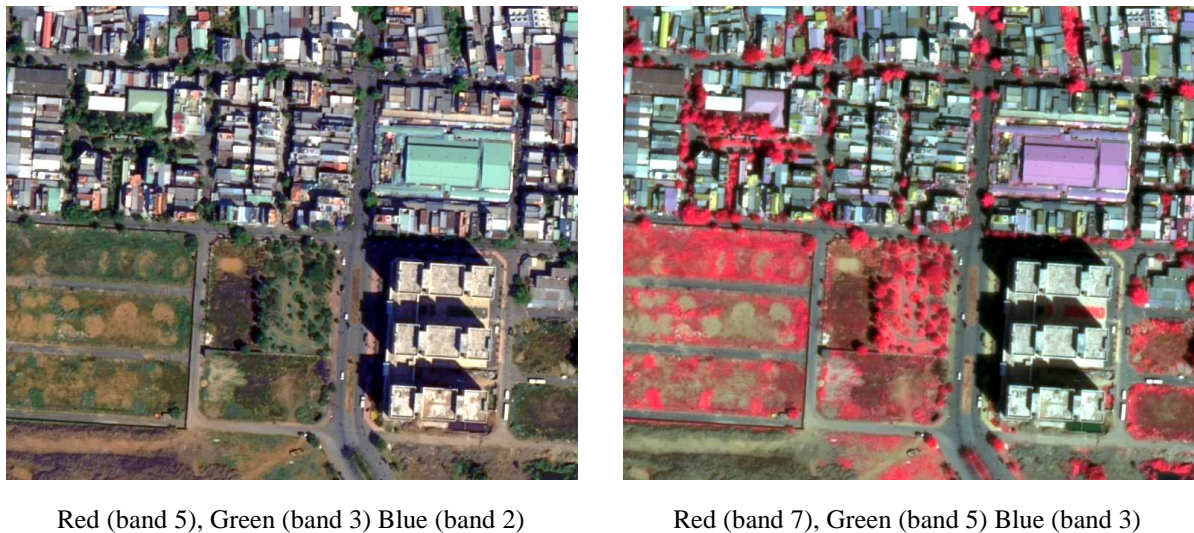 Red (band 5), Green (band 3) Blue (band 2)
Red (band 7), Green (band 5) Blue (band 3)